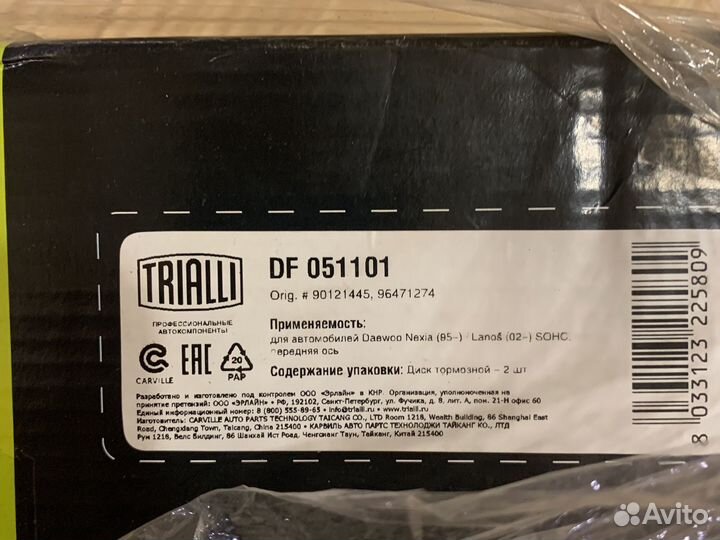 TRIALLI
ПРОФЕССИОНАЛЬНЫЕ
АВТОКОМПОНЕНТЫ
CARVILLE
EAC
20
PAP
DF 051101
Orig. # 90121445, 96471274
Применяемость:
для автомобилей Daewoo Nexia (95–) / Lanos (02–) SOHC,
передняя ось
Содержание упаковки: Диск тормозной – 2 шт
Разработано и изготовлено под контролем ООО «Эрлайн» в КНР. Организация, уполномоченная на
принятие претензий: ООО «ЭРЛАЙН» • РФ, 192102, Санкт-Петербург, ул. Фучика, д. 8, лит. А, пом. 21-Н офис 60
Единый информационный номер: 8 (800) 555-89-65 • info@trialli.ru • www.trialli.ru
Изготовитель: CARVILLE AUTO PARTS TECHNOLOGY TAICANG CO., LTD Room 1218, Wealth Building, 86 Shanghai East
Road, Chengxiang Town, Taicang, China 215400 • КАРВИЛЬ АВТО ПАРТС ТЕХНОЛОДЖИ ТАЙКАНГ КО., ЛТД
Рум 1218, Велс Билдинг, 86 Шанхай Ист Роад, Ченгсианг Таун, Тайканг, Китай 215400
8 033123 225809
Avito